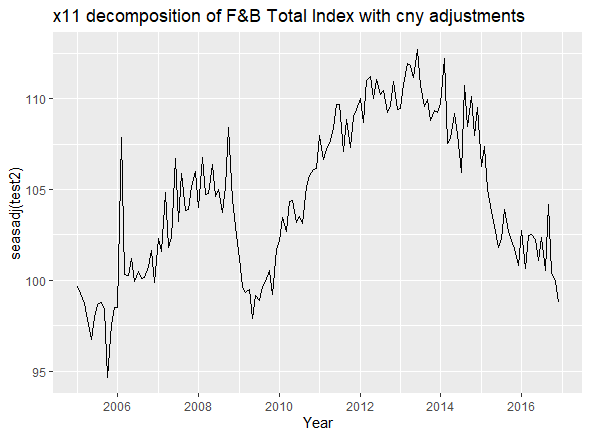 x11 decomposition of F&B Total Index with cny adjustments
110
105
100
95
seasadj(test2)
2006 2008 2010 2012 2014 2016
Year